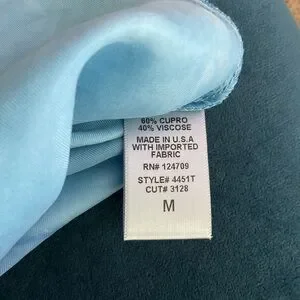 60% CUPRO
40% VISCOSE
MADE IN U.S.A
WITH IMPORTED
FABRIC
RN# 124709
STYLE# 4451T
CUT# 3128
M